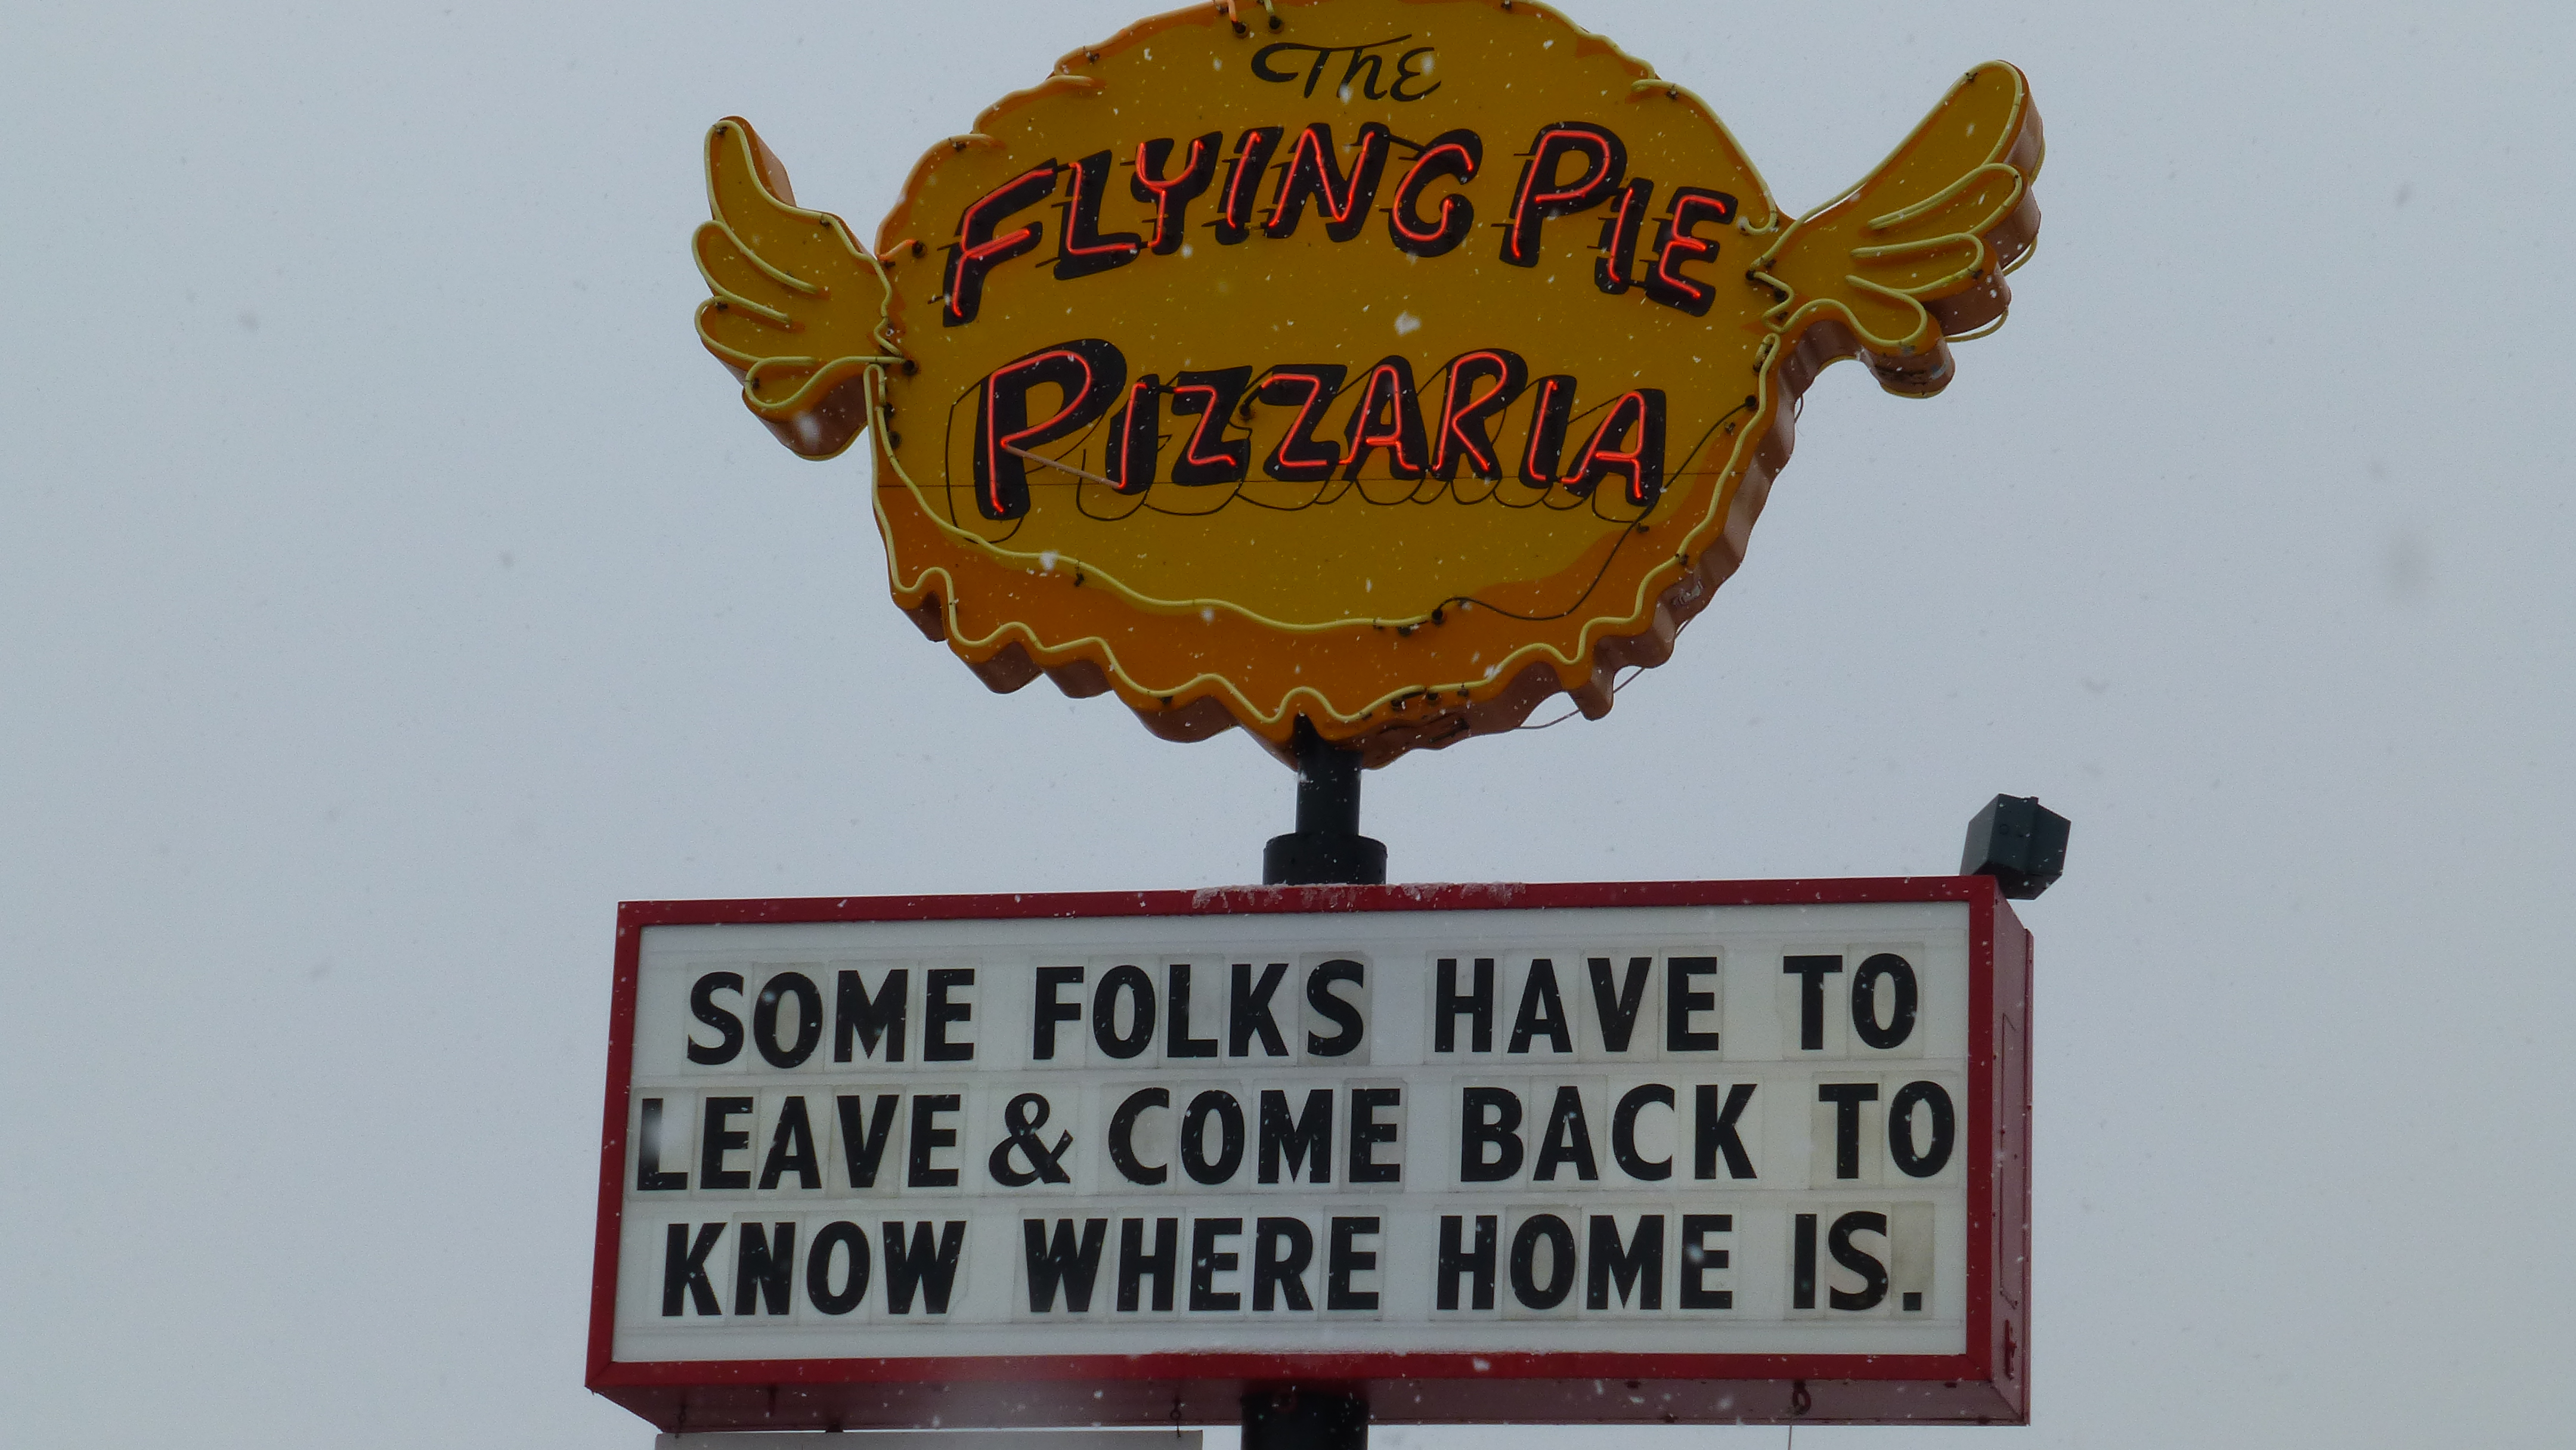 The
FLYING PIE
PIZZARIA
SOME FOLKS HAVE TO
LEAVE & COME BACK TO
KNOW WHERE HOME IS.